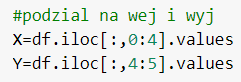 #podzial na wej i wyj
X=df.iloc[:,0:4].values
Y=df.iloc[:,4:5].values